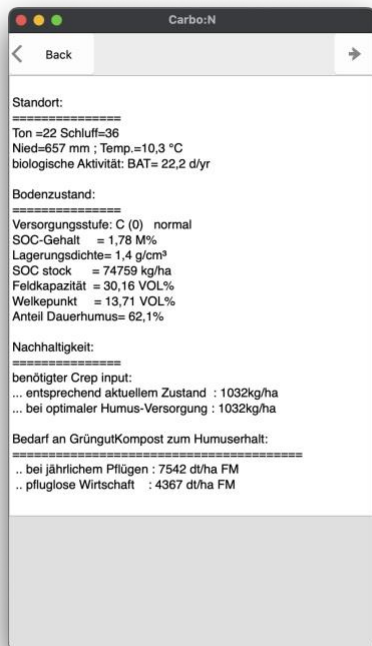 Carbo:N
Back
Standort:
===============
Ton =22 Schluff=36
Nied=657 mm ; Temp.=10,3 °C
biologische Aktivität: BAT= 22,2 d/yr
Bodenzustand:
===============
Versorgungsstufe: C (0) normal
SOC-Gehalt = 1,78 M%
Lagerungsdichte= 1,4 g/cm³
SOC stock = 74759 kg/ha
Feldkapazität = 30,16 VOL%
Welkepunkt = 13,71 VOL%
Anteil Dauerhumus= 62,1%
Nachhaltigkeit:
===============
benötigter Crep input:
... entsprechend aktuellem Zustand : 1032kg/ha
... bei optimaler Humus-Versorgung : 1032kg/ha
Bedarf an GrüngutKompost zum Humuserhalt:
========================================
.. bei jährlichem Pflügen : 7542 dt/ha FM
.. pfluglose Wirtschaft : 4367 dt/ha FM